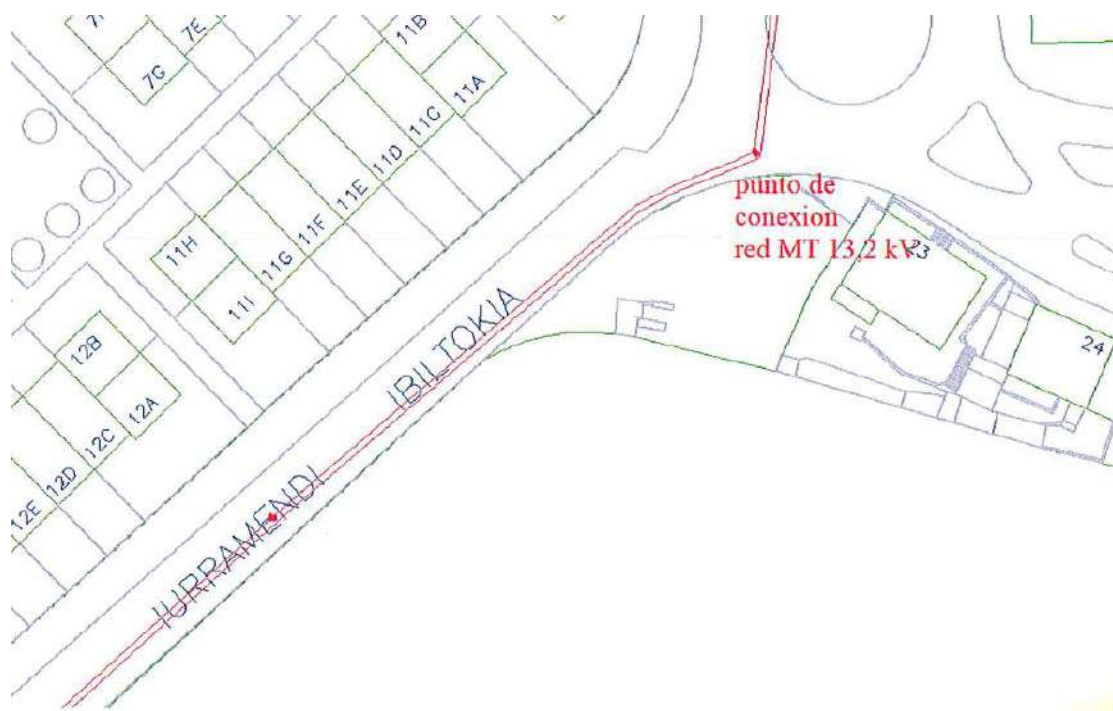 7E
7G
11B
11A
11C
11D
11E
11F
11G
11H
11I
12B
12A
12C
12D
12E
IURRAMENDI IBILTOKIA
punto de
conexion
red MT 13,2 kV
23
24